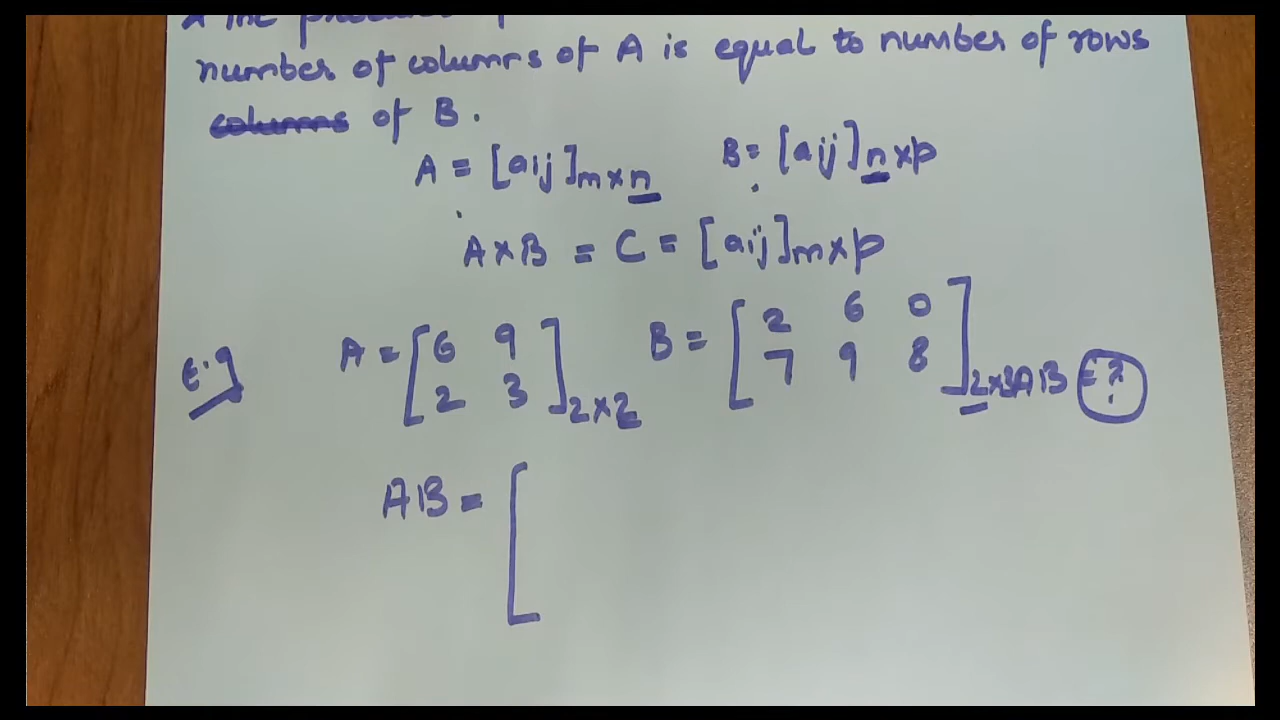 number of columns of A is equal to number of rows
columns of B.
A = [aij]m×n B = [aij]n×p
A×B = C = [aij]m×p
E.g A = [6 9 B = [2 6 0
2 3]2×2 7 9 8]2×3 AB = ?
AB = [